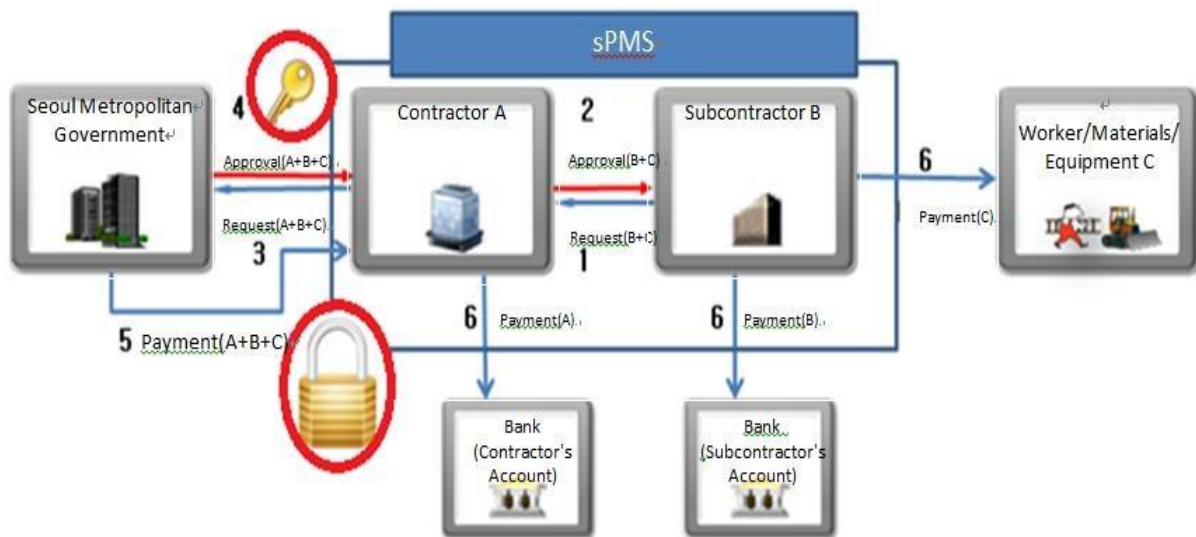 sPMS
Seoul Metropolitan
Government
4
Contractor A
2
Subcontractor B
Worker/Materials/
Equipment C
Approval(A+B+C).
Approval(B+C)
6
Request(A+B+C).
Request(B+C)
Payment(C).
3
1
5 Payment(A+B+C)
6 Payment(A).
6 Payment(B).
Bank
(Contractor's
Account)
Bank
(Subcontractor's
Account)